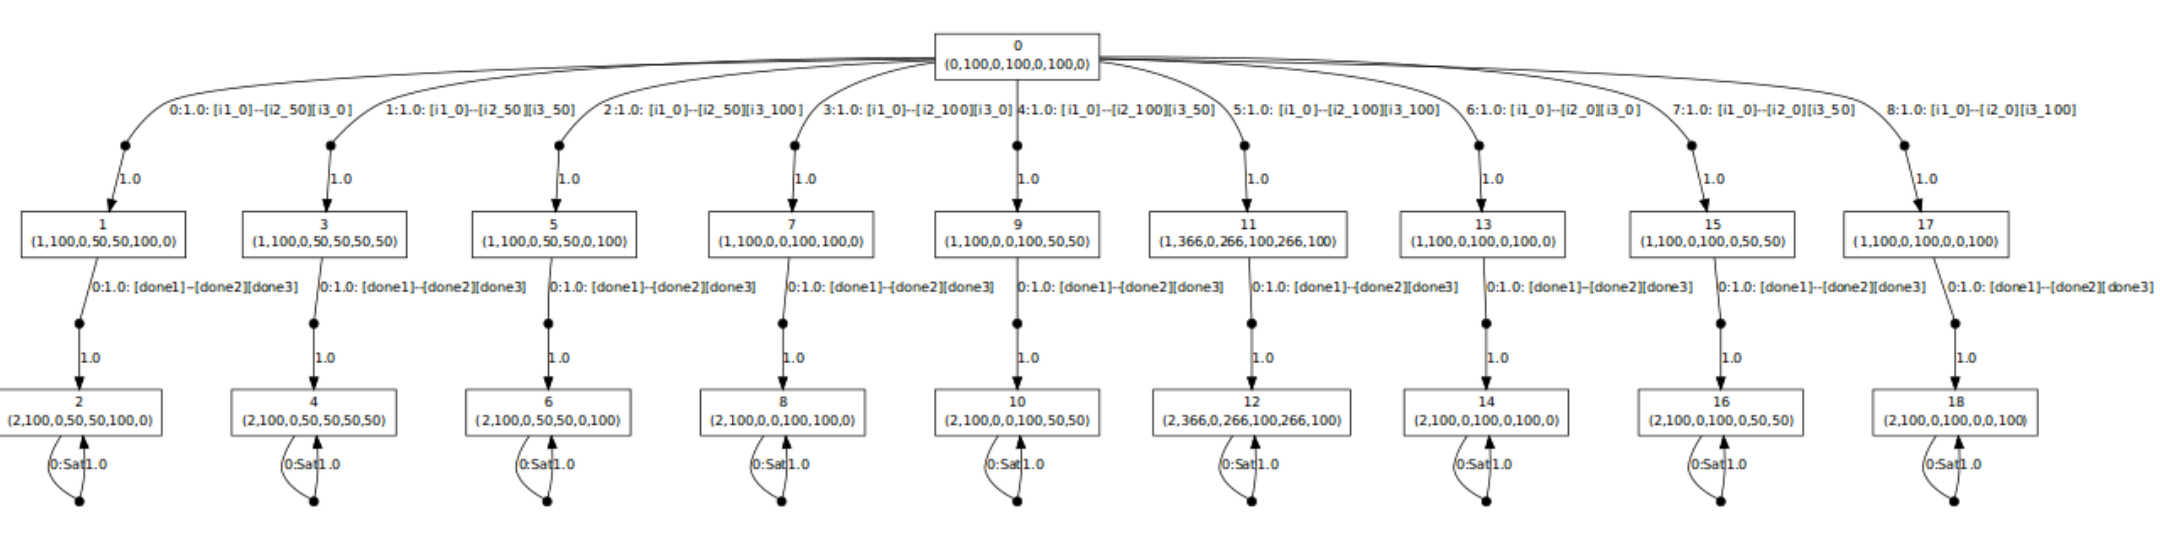 0
(0,100,0,100,0,100,0)
0:1.0: [i1_0]--[i2_50][i3_0]
1:1.0: [i1_0]--[i2_50][i3_50]
2:1.0: [i1_0]--[i2_50][i3_100]
3:1.0: [i1_0]--[i2_100][i3_0]
4:1.0: [i1_0]--[i2_100][i3_50]
5:1.0: [i1_0]--[i2_100][i3_100]
6:1.0: [i1_0]--[i2_0][i3_0]
7:1.0: [i1_0]--[i2_0][i3_50]
8:1.0: [i1_0]--[i2_0][i3_100]
1.0
1.0
1.0
1.0
1.0
1.0
1.0
1.0
1.0
1
(1,100,0,50,50,100,0)
3
(1,100,0,50,50,50,50)
5
(1,100,0,50,50,0,100)
7
(1,100,0,0,100,100,0)
9
(1,100,0,0,100,50,50)
11
(1,366,0,266,100,266,100)
13
(1,100,0,100,0,100,0)
15
(1,100,0,100,0,50,50)
17
(1,100,0,100,0,0,100)
0:1.0: [done1]--[done2][done3]
0:1.0: [done1]--[done2][done3]
0:1.0: [done1]--[done2][done3]
0:1.0: [done1]--[done2][done3]
0:1.0: [done1]--[done2][done3]
0:1.0: [done1]--[done2][done3]
0:1.0: [done1]--[done2][done3]
0:1.0: [done1]--[done2][done3]
0:1.0: [done1]--[done2][done3]
1.0
1.0
1.0
1.0
1.0
1.0
1.0
1.0
1.0
2
(2,100,0,50,50,100,0)
4
(2,100,0,50,50,50,50)
6
(2,100,0,50,50,0,100)
8
(2,100,0,0,100,100,0)
10
(2,100,0,0,100,50,50)
12
(2,366,0,266,100,266,100)
14
(2,100,0,100,0,100,0)
16
(2,100,0,100,0,50,50)
18
(2,100,0,100,0,0,100)
0:Sat1.0
0:Sat1.0
0:Sat1.0
0:Sat1.0
0:Sat1.0
0:Sat1.0
0:Sat1.0
0:Sat1.0
0:Sat1.0